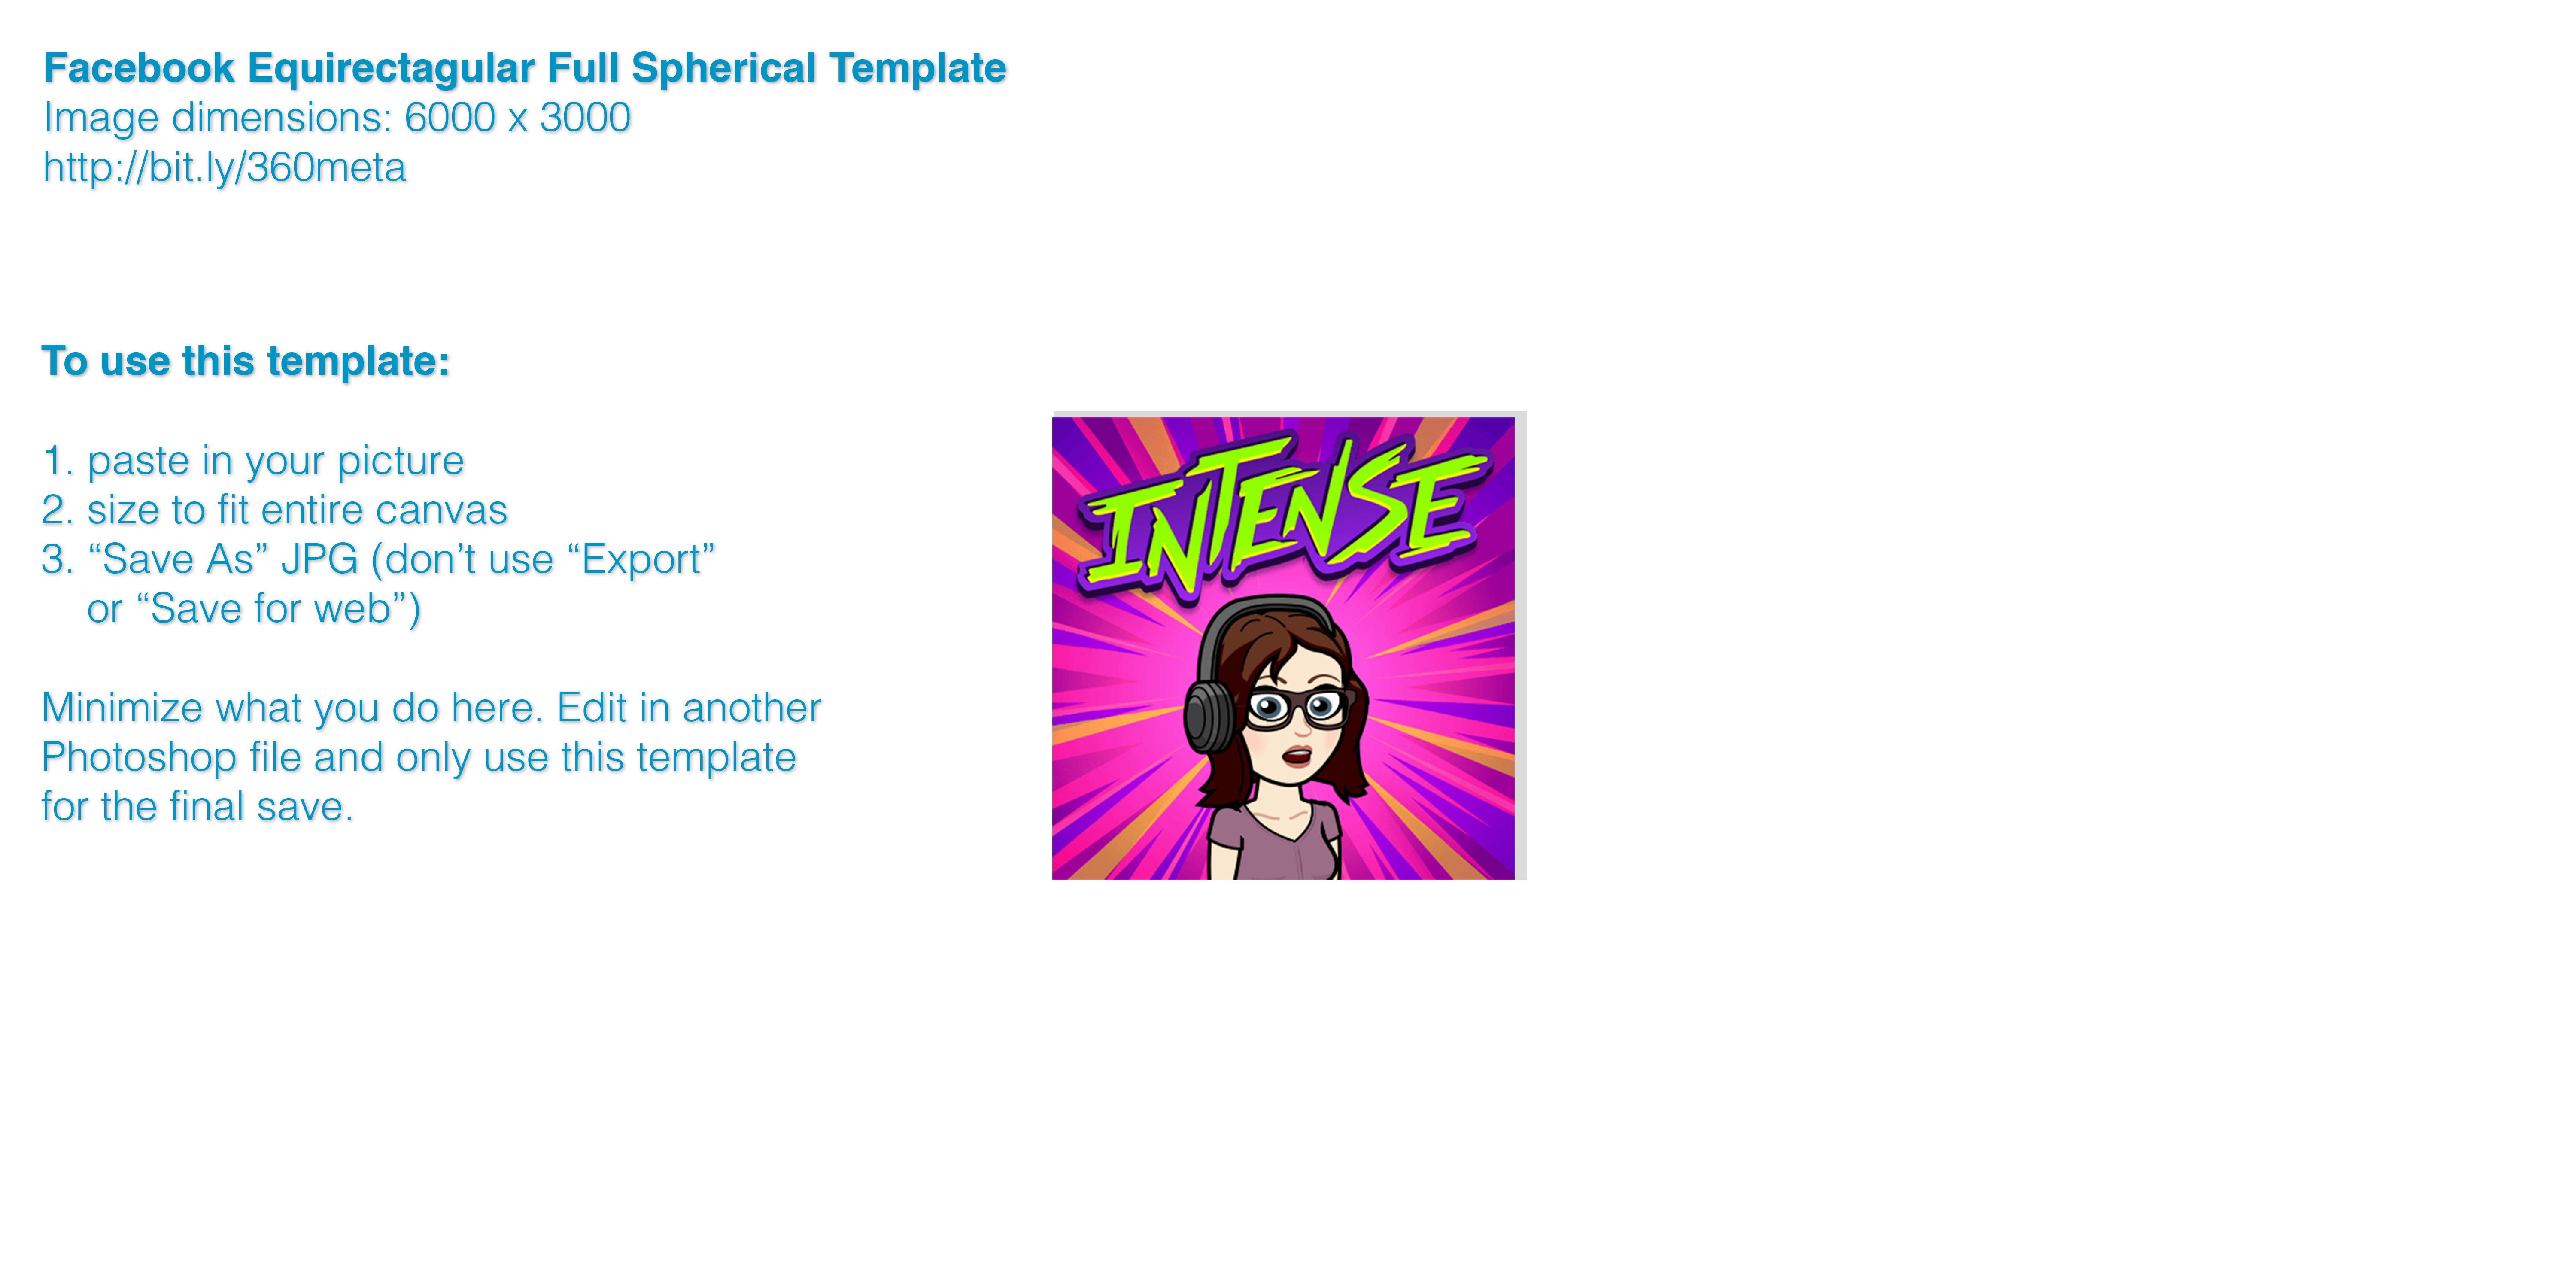 Facebook Equirectagular Full Spherical Template
Image dimensions: 6000 x 3000
http://bit.ly/360meta
To use this template:
1. paste in your picture
2. size to fit entire canvas
3. “Save As” JPG (don’t use “Export”
or “Save for web”)
Minimize what you do here. Edit in another
Photoshop file and only use this template
for the final save.
INTENSE